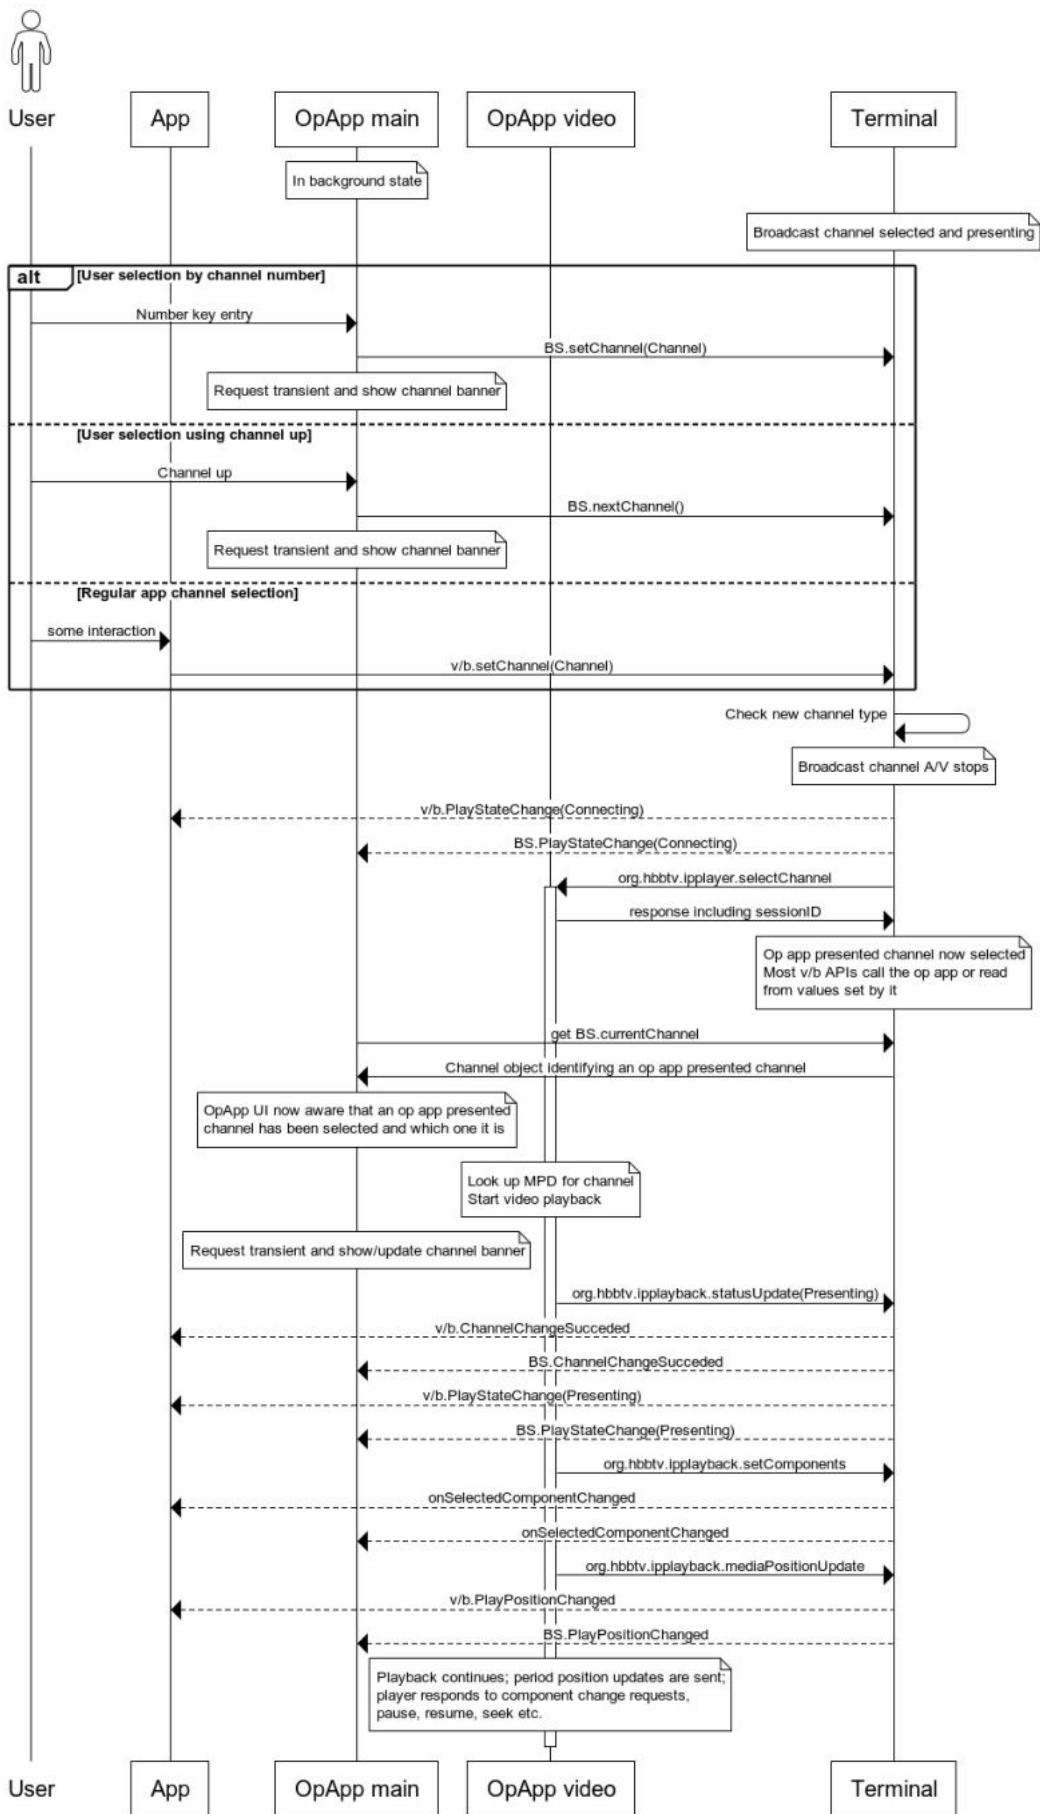 User
App
OpApp main
OpApp video
Terminal
In background state
Broadcast channel selected and presenting
alt
[User selection by channel number]
Number key entry
BS.setChannel(Channel)
Request transient and show channel banner
[User selection using channel up]
Channel up
BS.nextChannel()
Request transient and show channel banner
[Regular app channel selection]
some interaction
v/b.setChannel(Channel)
Check new channel type
Broadcast channel A/V stops
v/b.PlayStateChange(Connecting)
BS.PlayStateChange(Connecting)
org.hbbtv.ipplayer.selectChannel
response including sessionID
Op app presented channel now selected
Most v/b APIs call the op app or read
from values set by it
get BS.currentChannel
Channel object identifying an op app presented channel
OpApp UI now aware that an op app presented
channel has been selected and which one it is
Look up MPD for channel
Start video playback
Request transient and show/update channel banner
org.hbbtv.ipplayback.statusUpdate(Presenting)
v/b.ChannelChangeSucceded
BS.ChannelChangeSucceded
v/b.PlayStateChange(Presenting)
BS.PlayStateChange(Presenting)
org.hbbtv.ipplayback.setComponents
onSelectedComponentChanged
onSelectedComponentChanged
org.hbbtv.ipplayback.mediaPositionUpdate
v/b.PlayPositionChanged
BS.PlayPositionChanged
Playback continues; period position updates are sent;
player responds to component change requests,
pause, resume, seek etc.
User
App
OpApp main
OpApp video
Terminal